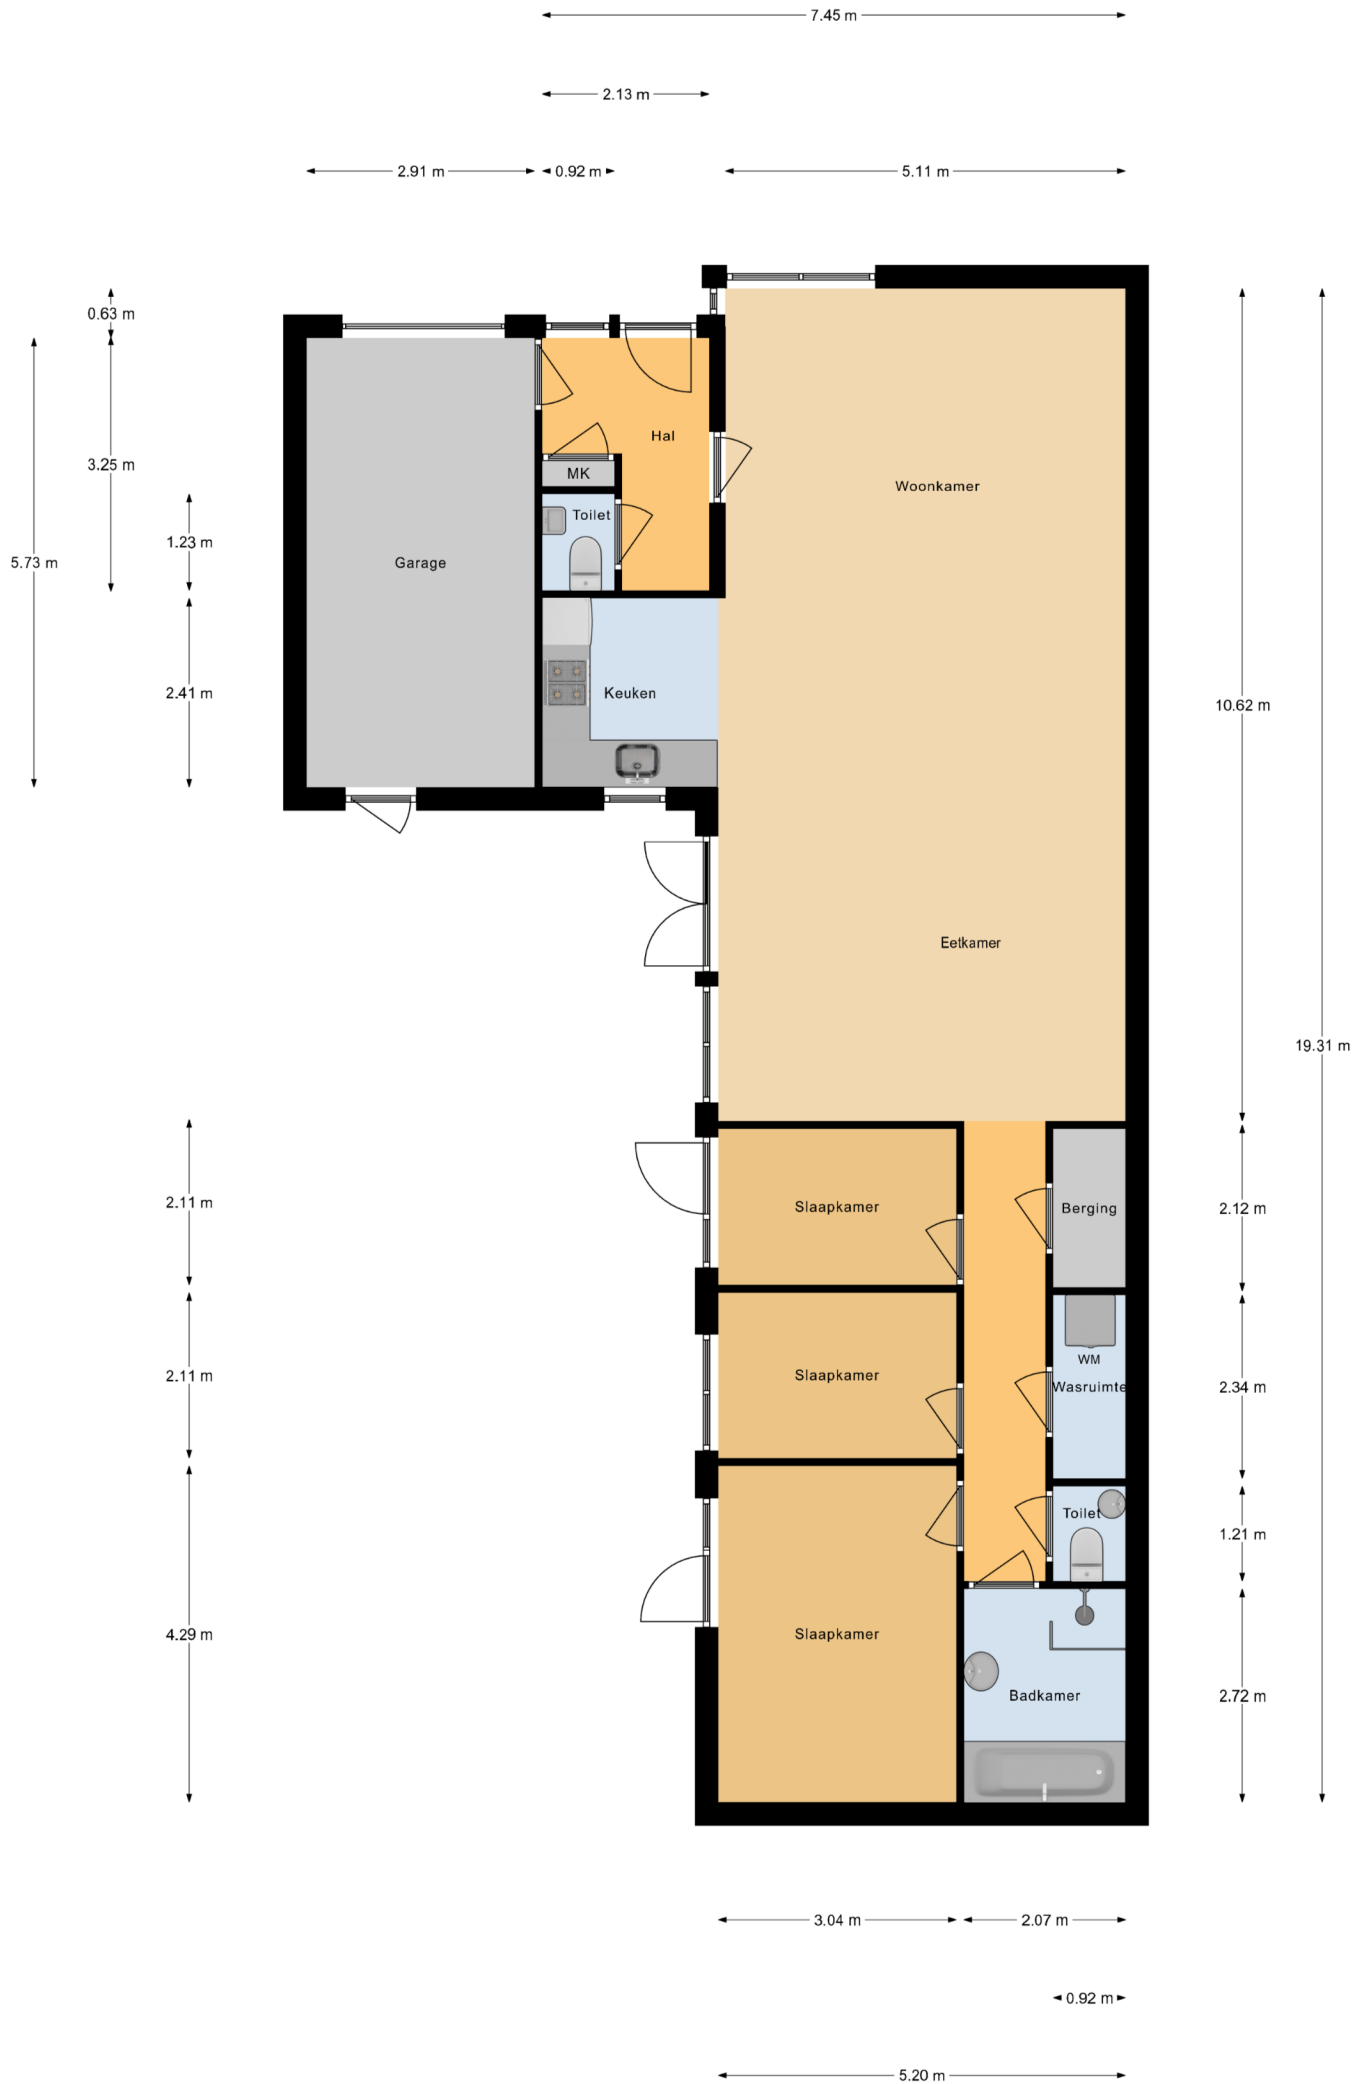 7.45 m
2.13 m
2.91 m
0.92 m
5.11 m
0.63 m
3.25 m
Hal
MK
Woonkamer
Toilet
1.23 m
5.73 m
Garage
2.41 m
Keuken
10.62 m
Eetkamer
19.31 m
2.11 m
Slaapkamer
Berging
2.12 m
WM
2.11 m
Slaapkamer
Wasruimte
2.34 m
Toilet
1.21 m
4.29 m
Slaapkamer
Badkamer
2.72 m
3.04 m
2.07 m
0.92 m
5.20 m